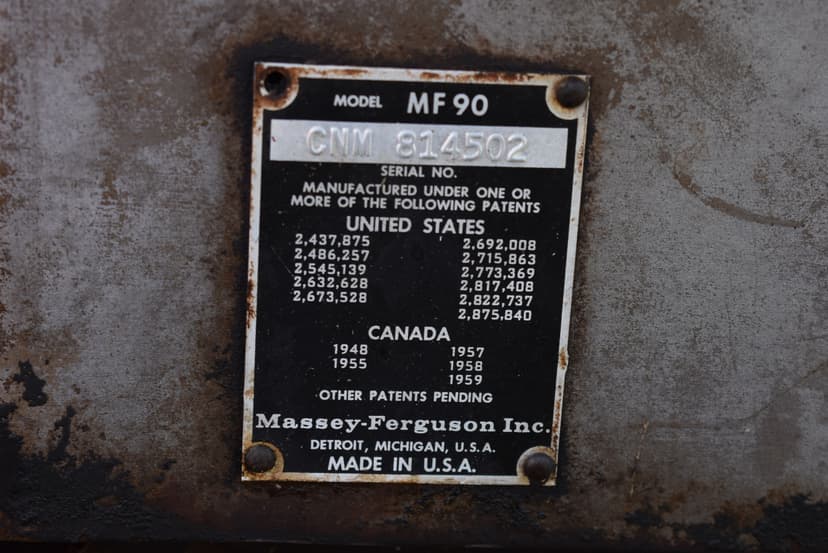 MODEL MF 90
CNM 814502
SERIAL NO.
MANUFACTURED UNDER ONE OR
MORE OF THE FOLLOWING PATENTS
UNITED STATES
2,437,875 2,692,008
2,486,257 2,715,863
2,545,139 2,773,369
2,632,628 2,817,408
2,673,528 2,822,737
2,875,840
CANADA
1948 1957
1955 1958
1959
OTHER PATENTS PENDING
Massey-Ferguson Inc.
DETROIT, MICHIGAN, U.S.A.
MADE IN U.S.A.